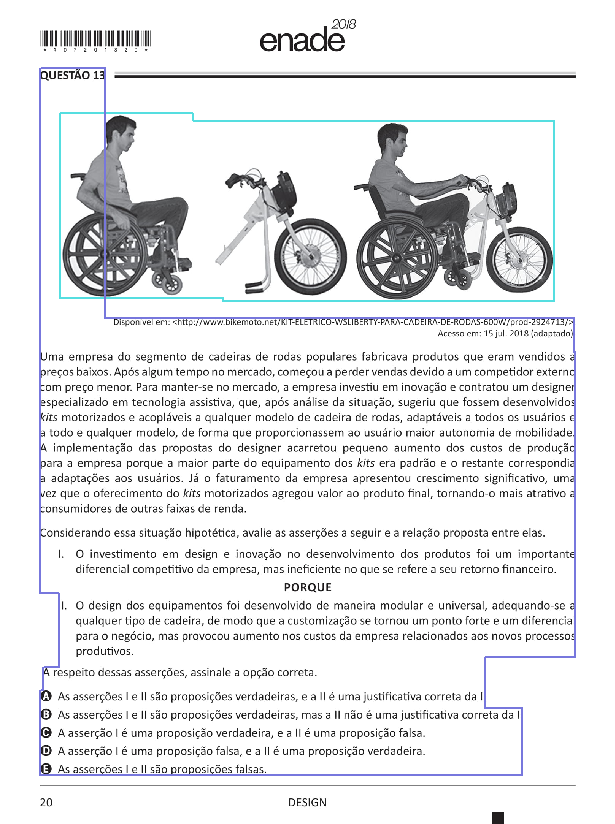 *R07201820*
enade2018
QUESTÃO 13
Disponível em: <http://www.bikemoto.net/KIT-ELETRICO-WSLIBERTY-PARA-CADEIRA-DE-RODAS-600W/prod-2924713/>
Acesso em: 15 jul. 2018 (adaptado)
Uma empresa do segmento de cadeiras de rodas populares fabricava produtos que eram vendidos a
preços baixos. Após algum tempo no mercado, começou a perder vendas devido a um competidor externo
com preço menor. Para manter-se no mercado, a empresa investiu em inovação e contratou um designer
especializado em tecnologia assistiva, que, após análise da situação, sugeriu que fossem desenvolvidos
kits motorizados e acopláveis a qualquer modelo de cadeira de rodas, adaptáveis a todos os usuários e
a todo e qualquer modelo, de forma que proporcionassem ao usuário maior autonomia de mobilidade.
A implementação das propostas do designer acarretou pequeno aumento dos custos de produção
para a empresa porque a maior parte do equipamento dos kits era padrão e o restante correspondia
a adaptações aos usuários. Já o faturamento da empresa apresentou crescimento significativo, uma
vez que o oferecimento do kits motorizados agregou valor ao produto final, tornando-o mais atrativo a
consumidores de outras faixas de renda.
Considerando essa situação hipotética, avalie as asserções a seguir e a relação proposta entre elas.
I. O investimento em design e inovação no desenvolvimento dos produtos foi um importante
diferencial competitivo da empresa, mas ineficiente no que se refere a seu retorno financeiro.
PORQUE
I. O design dos equipamentos foi desenvolvido de maneira modular e universal, adequando-se a
qualquer tipo de cadeira, de modo que a customização se tornou um ponto forte e um diferencia
para o negócio, mas provocou aumento nos custos da empresa relacionados aos novos processos
produtivos.
A respeito dessas asserções, assinale a opção correta.
A As asserções I e II são proposições verdadeiras, e a II é uma justificativa correta da I
B As asserções I e II são proposições verdadeiras, mas a II não é uma justificativa correta da I
C A asserção I é uma proposição verdadeira, e a II é uma proposição falsa.
D A asserção I é uma proposição falsa, e a II é uma proposição verdadeira.
E As asserções I e II são proposições falsas.
20 DESIGN